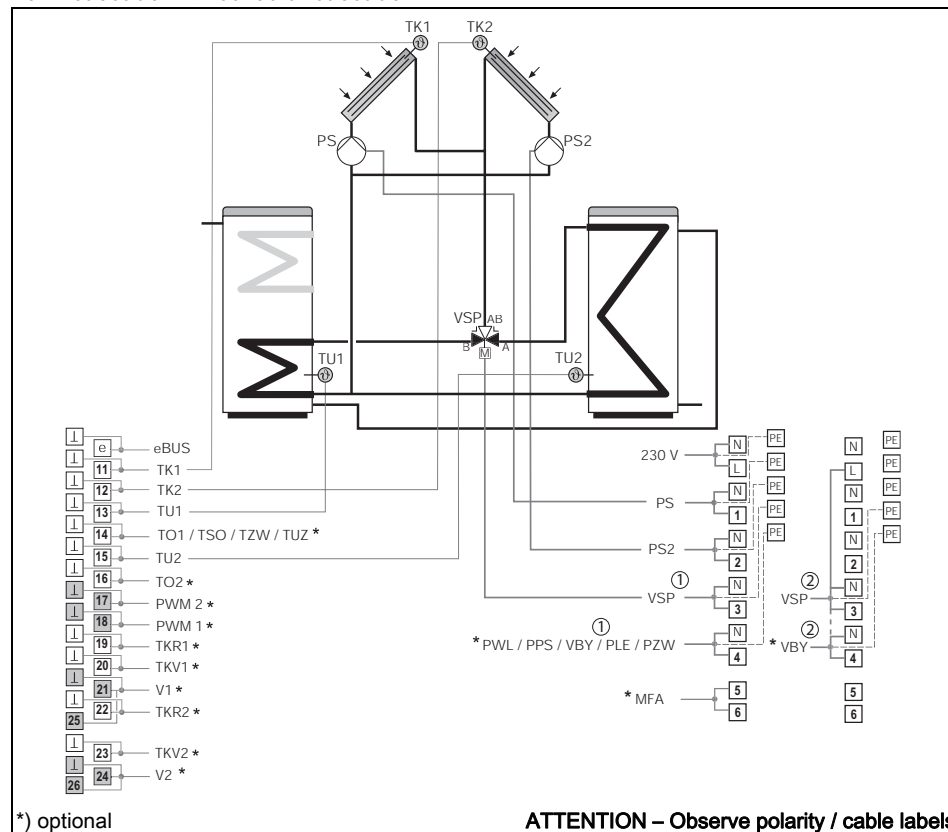 TK1 TK2
PS PS2
VSP AB
B A
M
TU1 TU2
⊥
e eBUS
⊥
11 TK1
⊥
12 TK2
⊥
13 TU1
⊥
14 TO1 / TSO / TZW / TUZ *
⊥
15 TU2
⊥
16 TO2 *
⊥
17 PWM 2 *
⊥
18 PWM 1 *
⊥
19 TKR1 *
⊥
20 TKV1 *
⊥
21 V1 *
⊥
22 TKR2 *
25
⊥
23 TKV2 *
⊥
24 V2 *
26
230 V N L PE
PS N 1 PE
PS2 N 2 PE
① VSP N 3 PE
① * PWL / PPS / VBY / PLE / PZW N 4 PE
* MFA 5 6
N PE
L PE
N PE
1 PE
N PE
2
② VSP N 3
② * VBY N 4
5
6
*) optional
ATTENTION – Observe polarity / cable labels